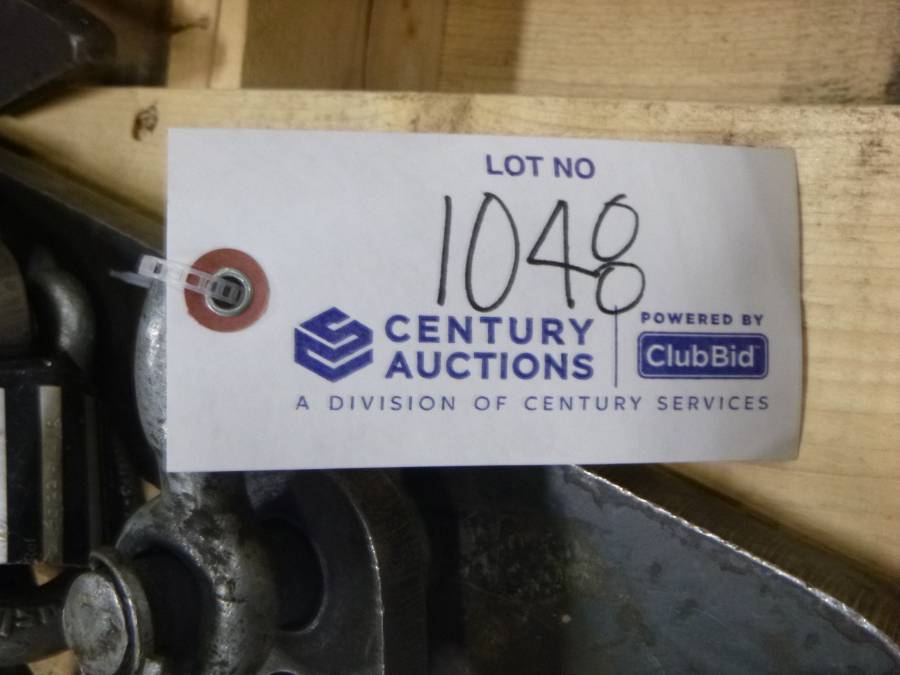 LOT NO
1048
CENTURY
AUCTIONS
POWERED BY
ClubBid
A DIVISION OF CENTURY SERVICES